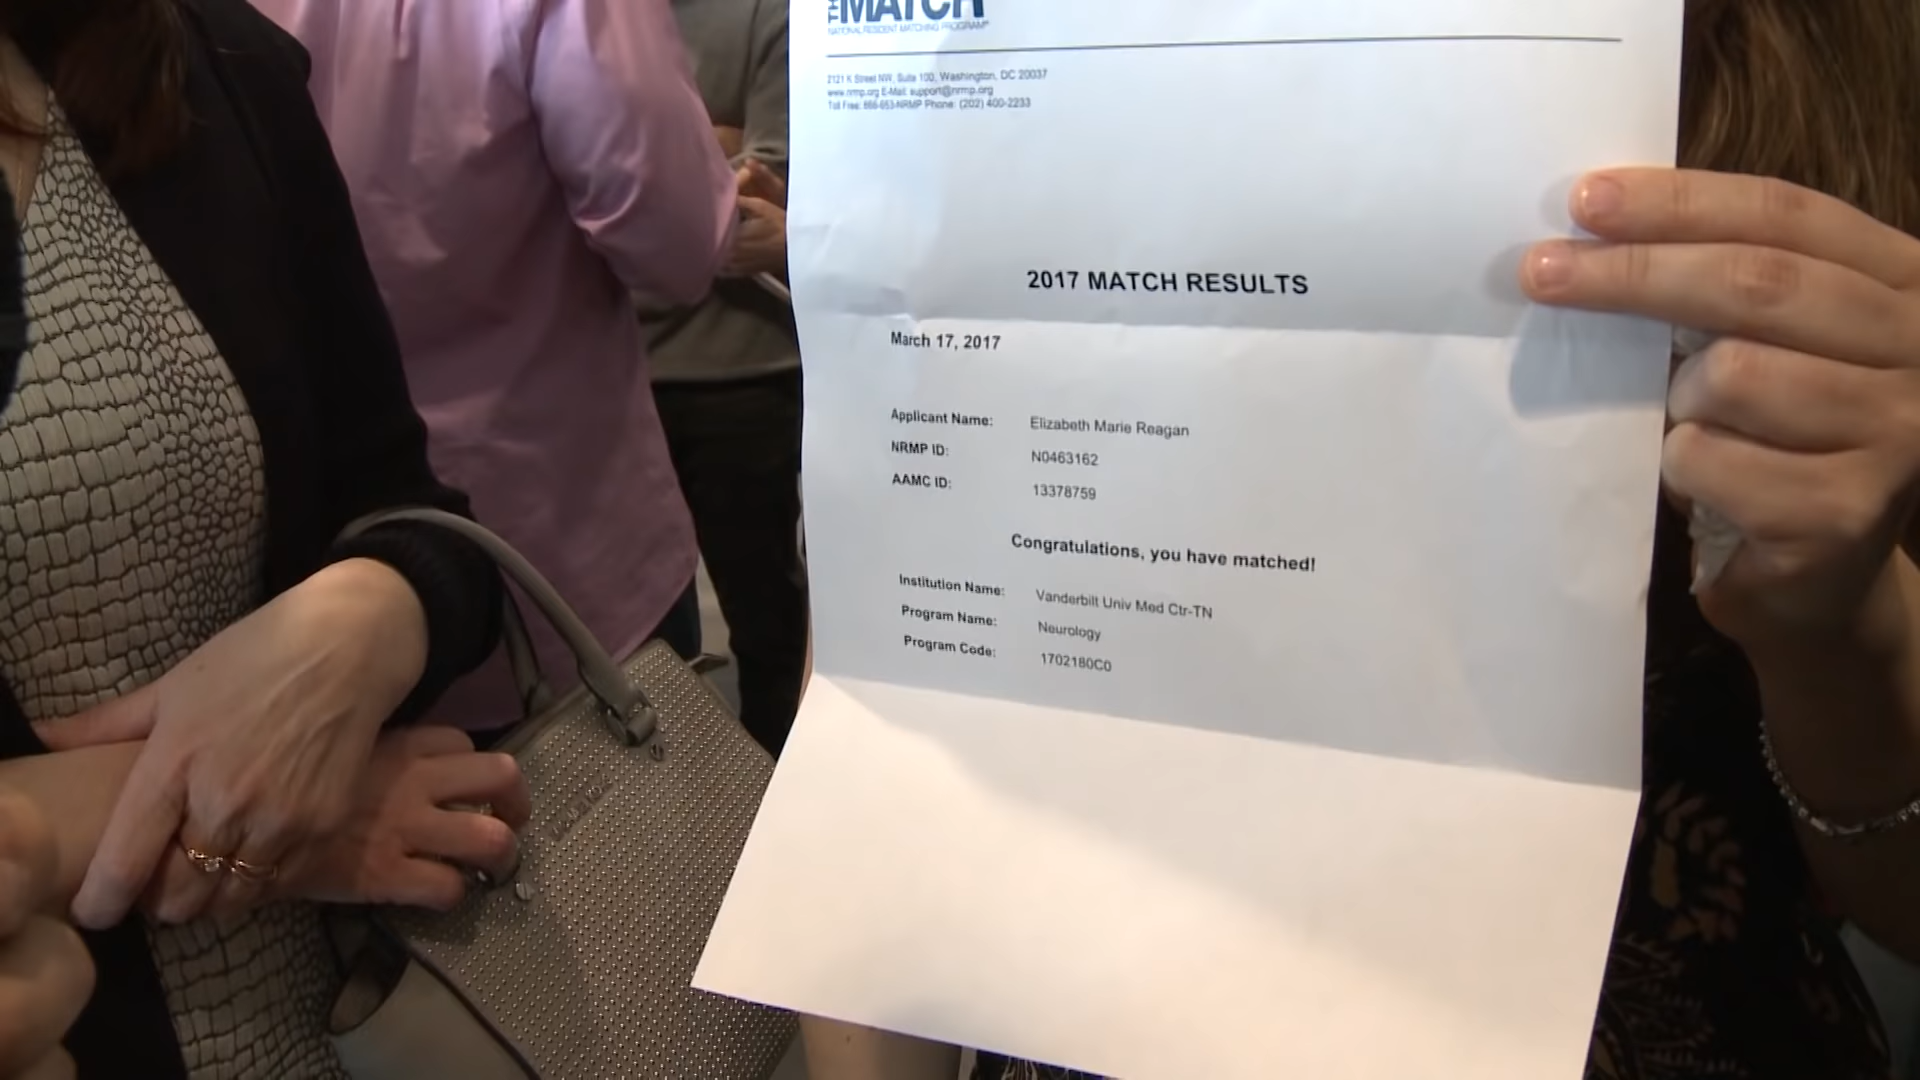 THE MATCH
NATIONAL RESIDENT MATCHING PROGRAM®
2121 K Street NW, Suite 100, Washington, DC 20037
www.nrmp.org E-Mail: support@nrmp.org
Toll Free: 866-653-NRMP Phone: (202) 400-2233
2017 MATCH RESULTS
March 17, 2017
Applicant Name: Elizabeth Marie Reagan
NRMP ID: N0463162
AAMC ID: 13378759
Congratulations, you have matched!
Institution Name: Vanderbilt Univ Med Ctr-TN
Program Name: Neurology
Program Code: 1702180C0